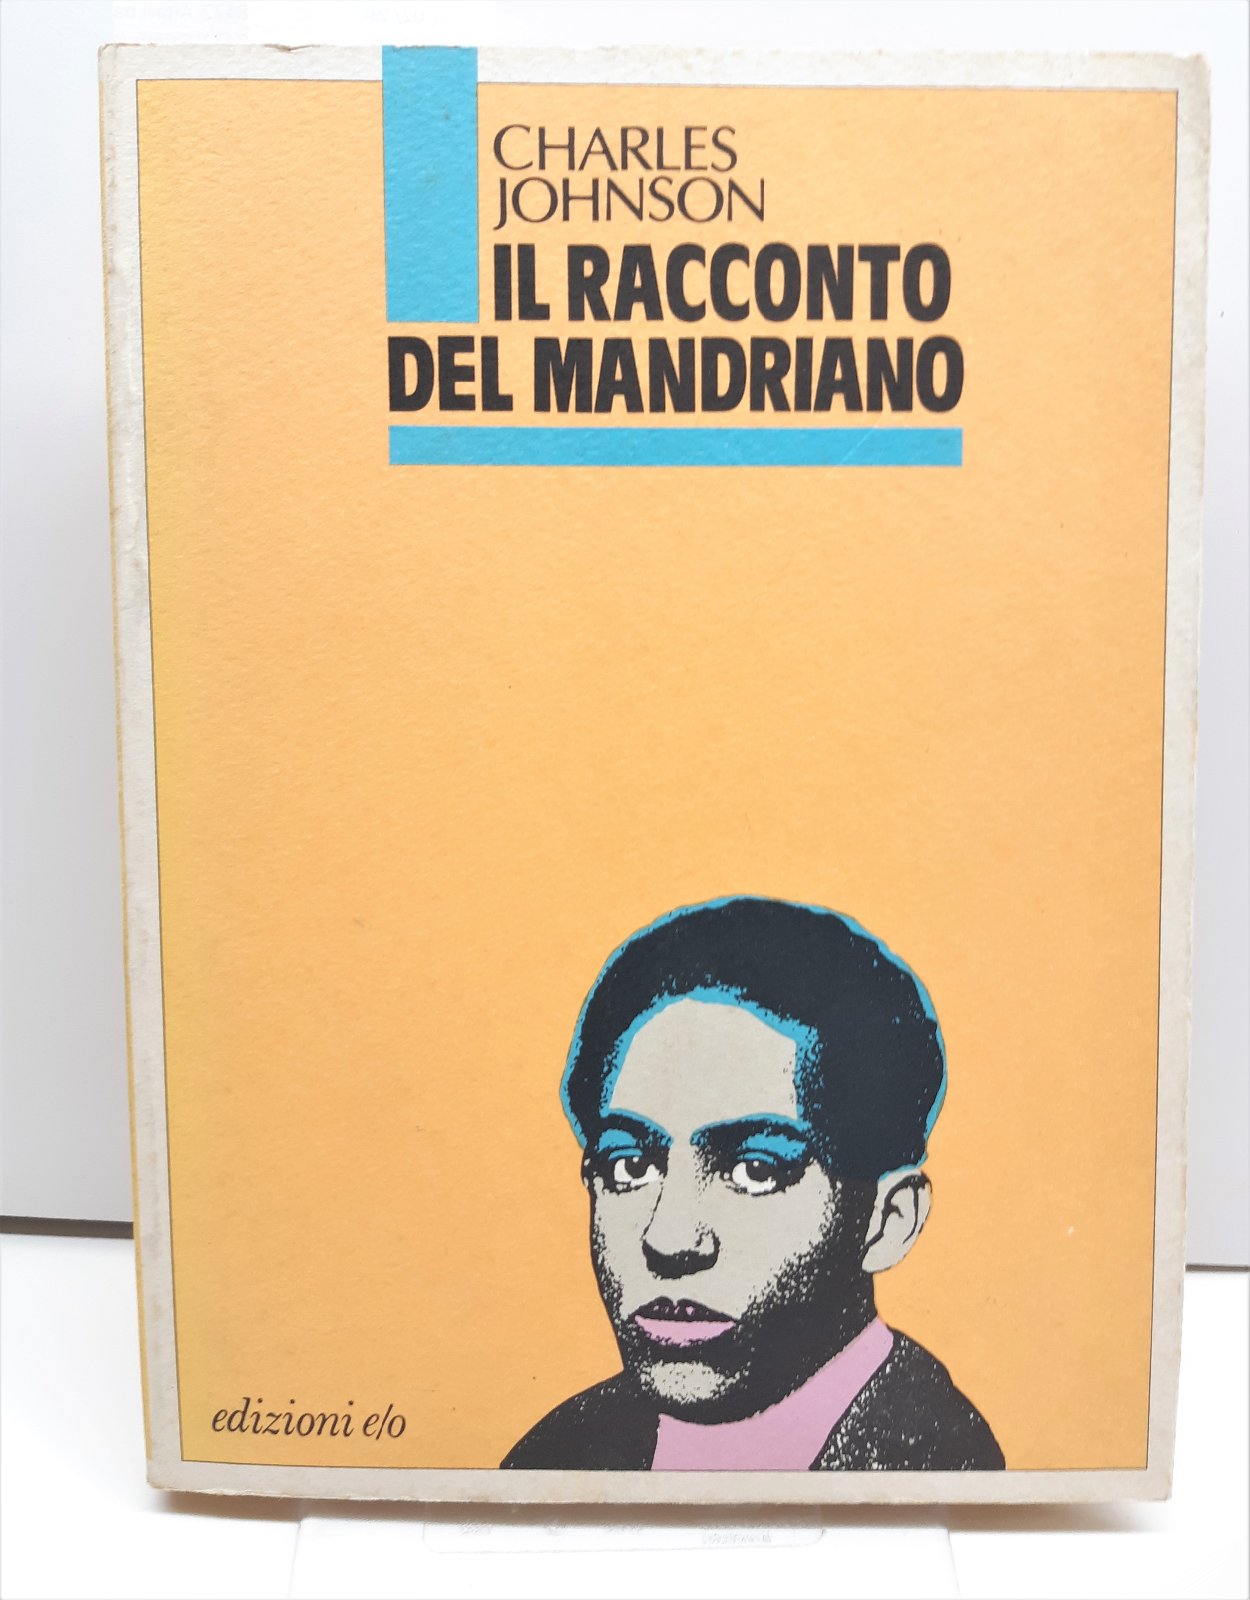 CHARLES
JOHNSON
IL RACCONTO
DEL MANDRIANO
edizioni e/o